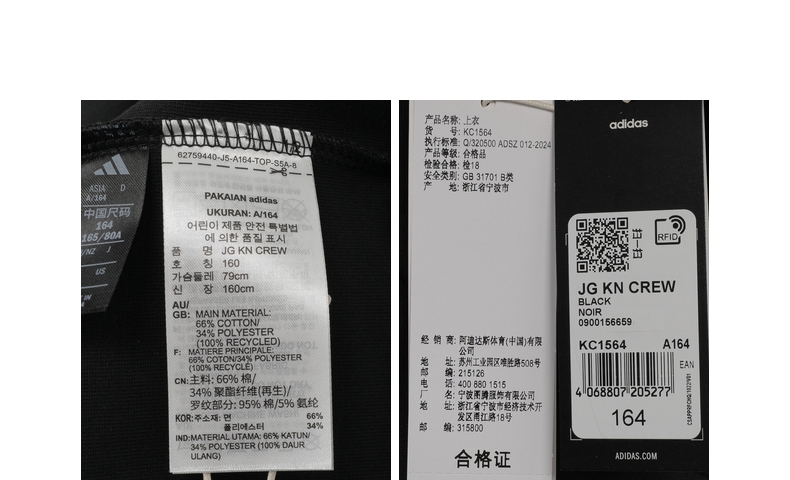 ASIA D
A/164
中国尺码
164
165/80A
/NZ J
US
IN
62759440-J5-A164-TOP-S5A-8
PAKAIAN adidas
UKURAN: A/164
어린이 제품 안전 특별법
에 의한 품질 표시
품 명 JG KN CREW
호 칭 160
가슴둘레 79cm
신 장 160cm
AU/
GB: MAIN MATERIAL:
66% COTTON/
34% POLYESTER
(100% RECYCLED)
F: MATIERE PRINCIPALE:
66% COTON/34% POLYESTER
(100% RECYCLÉ)
CN:主料: 66% 棉/
34% 聚酯纤维(再生)/
罗纹部分: 95% 棉/5% 氨纶
KOR:주소재: 면 66%
폴리에스터 34%
IND:MATERIAL UTAMA: 66% KATUN/
34% POLYESTER (100% DAUR
ULANG)
产品名称: 上衣
货 号: KC1564
执行标准: Q/320500 ADSZ 012-2024
产品等级: 合格品
检验合格: 检18
安全类别: GB 31701 B类
产 地: 浙江省宁波市
经 销 商: 阿迪达斯体育(中国)有限
公司
地 址: 苏州工业园区唯胜路508号
邮 编: 215126
电 话: 400 880 1515
厂 名: 宁波图腾服饰有限公司
地 址: 浙江省宁波市经济技术开
发区甬江路18号
邮 编: 315800
合格证
adidas
RFID
JG KN CREW
BLACK
NOIR
0900156659
KC1564 A164
EAN
4 068807 205277
164
ADIDAS.COM